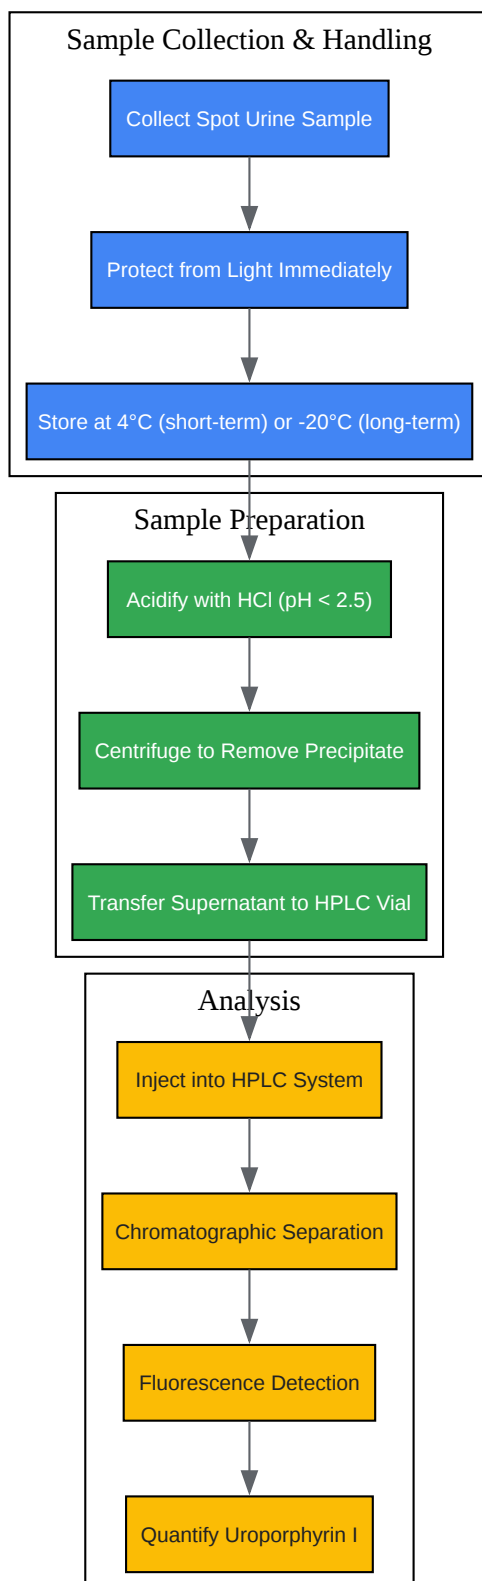 Sample Collection & Handling
Collect Spot Urine Sample
Protect from Light Immediately
Store at 4°C (short-term) or -20°C (long-term)
Sample Preparation
Acidify with HCl (pH < 2.5)
Centrifuge to Remove Precipitate
Transfer Supernatant to HPLC Vial
Analysis
Inject into HPLC System
Chromatographic Separation
Fluorescence Detection
Quantify Uroporphyrin I